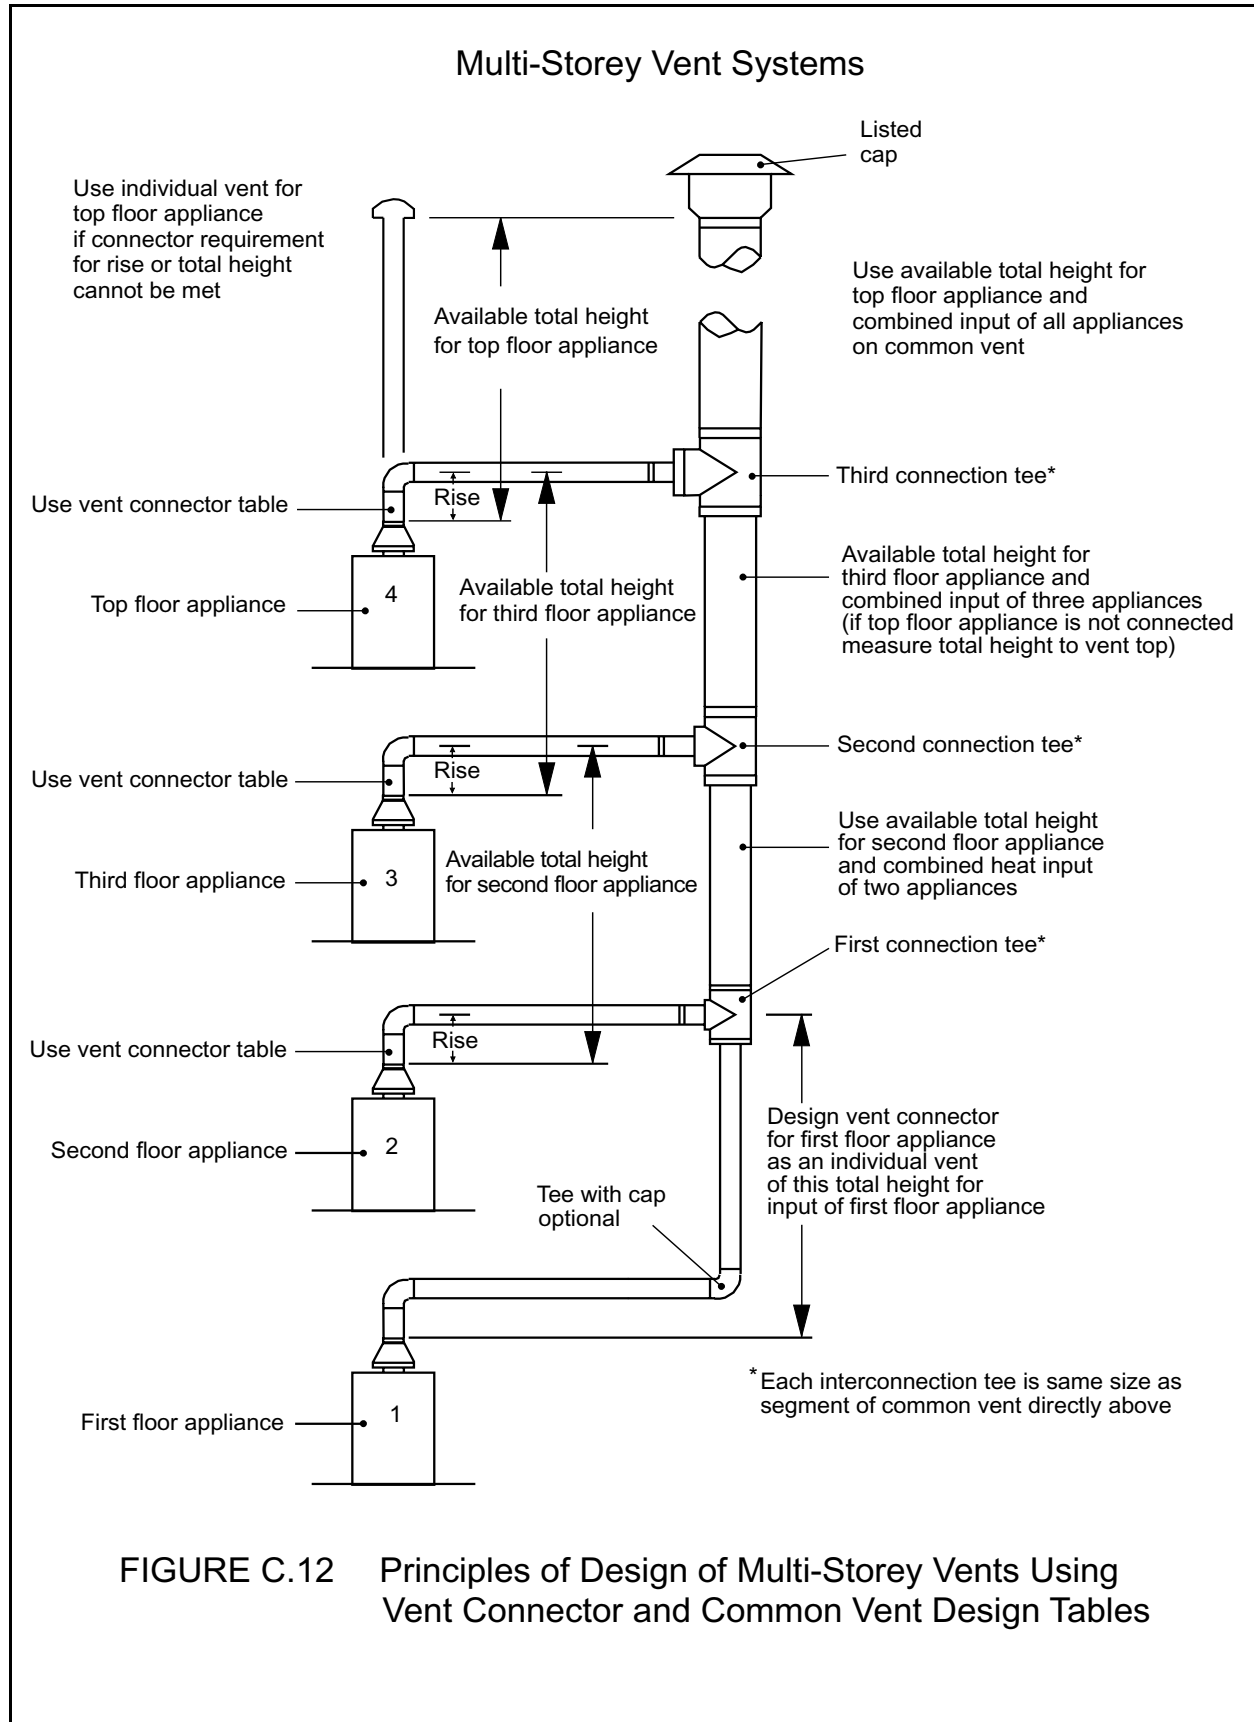 Multi-Storey Vent Systems
Listed
cap
Use individual vent for
top floor appliance
if connector requirement
for rise or total height
cannot be met
Use available total height for
top floor appliance and
combined input of all appliances
on common vent
Available total height
for top floor appliance
Third connection tee*
Rise
Use vent connector table
Available total height for
third floor appliance and
combined input of three appliances
(if top floor appliance is not connected
measure total height to vent top)
4
Top floor appliance
Available total height
for third floor appliance
Second connection tee*
Rise
Use vent connector table
Use available total height
for second floor appliance
and combined heat input
of two appliances
Available total height
for second floor appliance
3
Third floor appliance
First connection tee*
Rise
Use vent connector table
Design vent connector
for first floor appliance
as an individual vent
of this total height for
input of first floor appliance
2
Second floor appliance
Tee with cap
optional
*Each interconnection tee is same size as
segment of common vent directly above
1
First floor appliance
FIGURE C.12 Principles of Design of Multi-Storey Vents Using
Vent Connector and Common Vent Design Tables